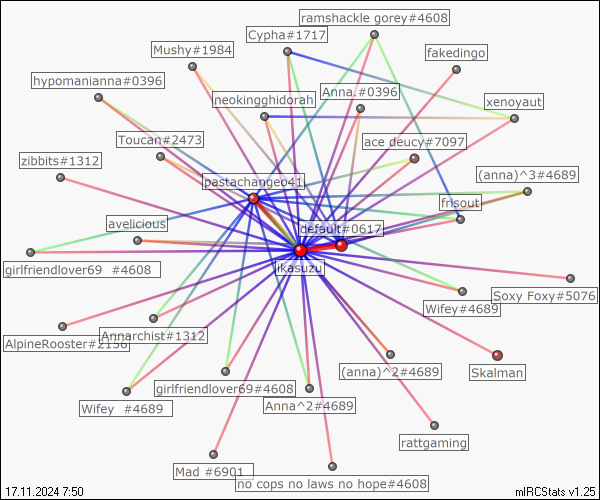 ramshackle gorey#4608
Cypha#1717
Mushy#1984
fakedingo
hypomanianna#0396
Anna.#0396
neokingghidorah
xenoyaut
Toucan#2473
ace deucy#7097
zibbits#1312
(anna)^3#4689
pastachangeo41
frisout
avelicious
default#0617
girlfriendlover69 #4608
ikasuzu
Soxy Foxy#5076
Wifey#4689
Annarchist#1312
AlpineRooster#2156
(anna)^2#4689
Skalman
girlfriendlover69#4608
Wifey #4689
Anna^2#4689
rattgaming
Mad #6901
no cops no laws no hope#4608
17.11.2024 7:50
mIRCStats v1.25